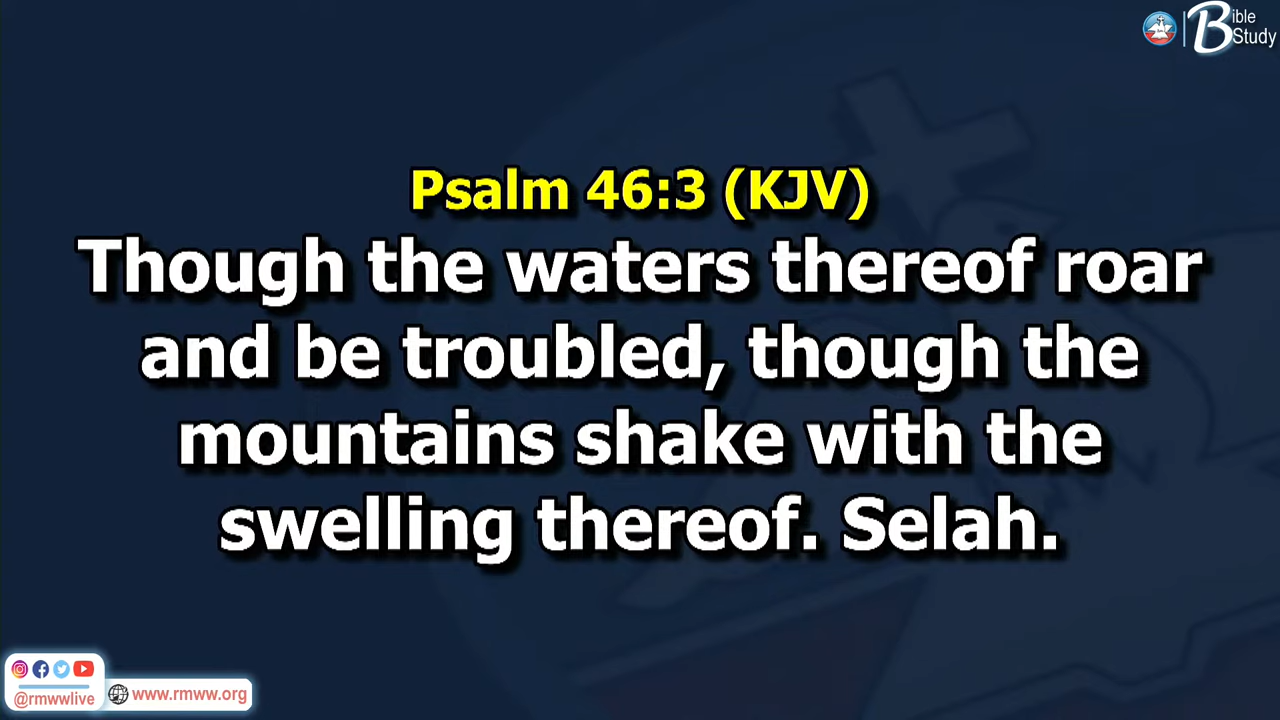 Bible
Study
Psalm 46:3 (KJV)
Though the waters thereof roar
and be troubled, though the
mountains shake with the
swelling thereof. Selah.
@rmwwlive
www.rmww.org